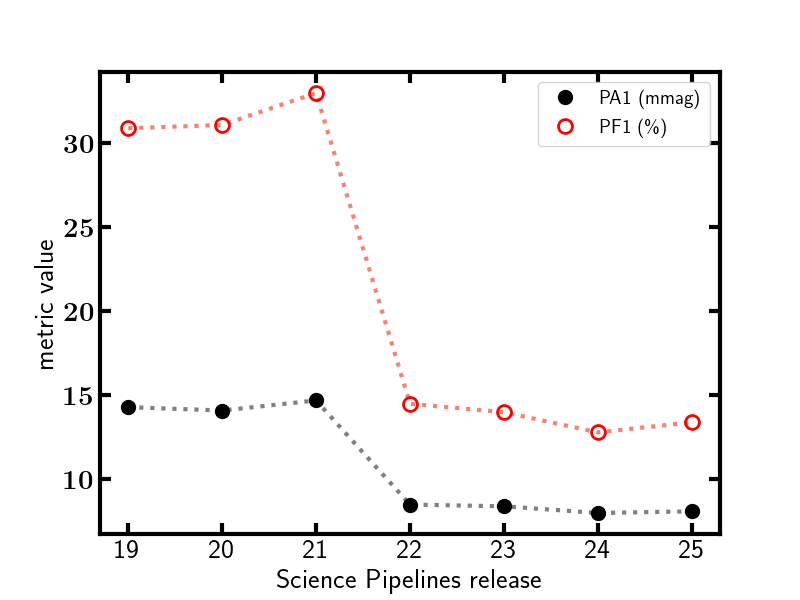 PA1 (mmag)
PF1 (%)
30
25
20
15
10
metric value
19 20 21 22 23 24 25
Science Pipelines release